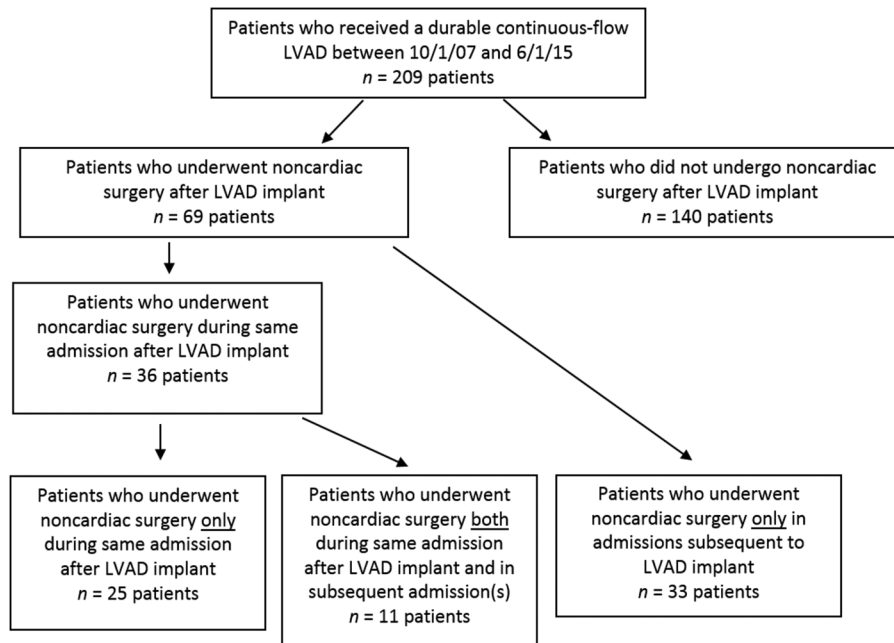 Patients who received a durable continuous-flow
LVAD between 10/1/07 and 6/1/15
n = 209 patients
Patients who underwent noncardiac
surgery after LVAD implant
n = 69 patients
Patients who did not undergo noncardiac
surgery after LVAD implant
n = 140 patients
Patients who underwent
noncardiac surgery during same
admission after LVAD implant
n = 36 patients
Patients who underwent
noncardiac surgery only
during same admission
after LVAD implant
n = 25 patients
Patients who underwent
noncardiac surgery both
during same admission
after LVAD implant and in
subsequent admission(s)
n = 11 patients
Patients who underwent
noncardiac surgery only in
admissions subsequent to
LVAD implant
n = 33 patients